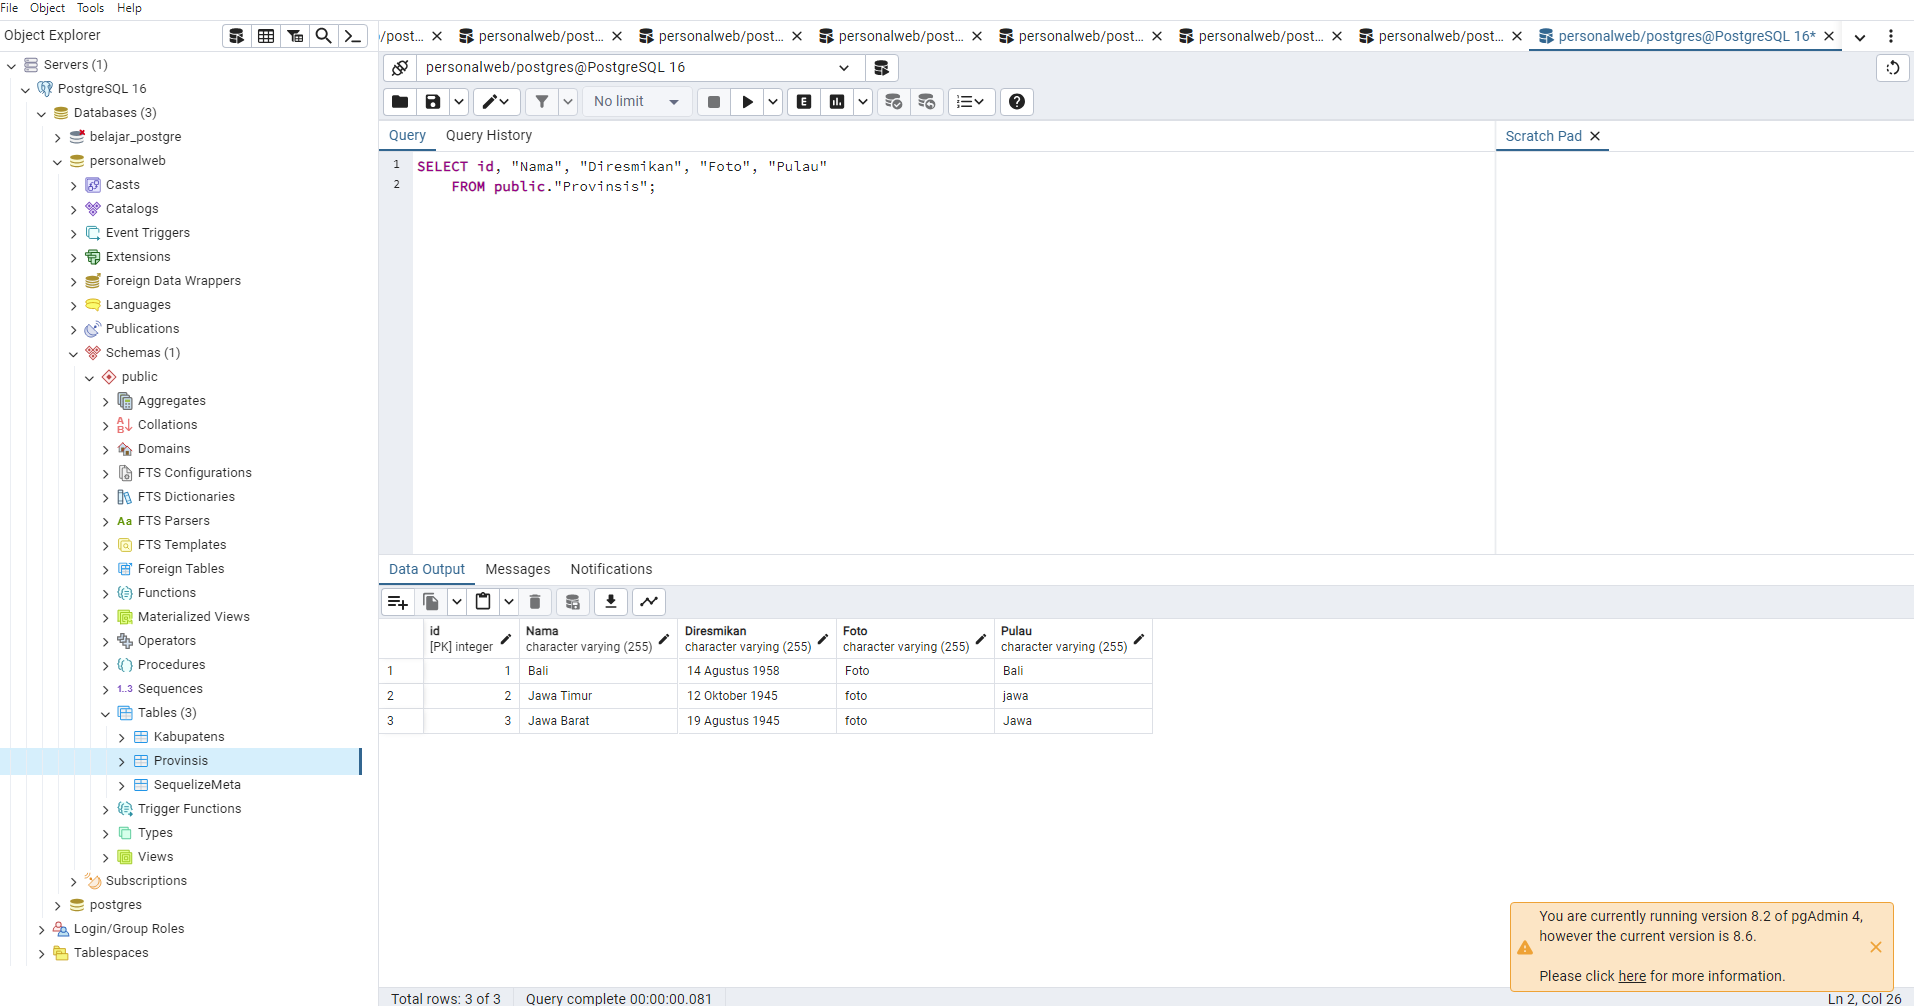 File Object Tools Help
Object Explorer
/post... personalweb/post... personalweb/post... personalweb/post... personalweb/post... personalweb/post... personalweb/post... personalweb/postgres@PostgreSQL 16*
Servers (1)
PostgreSQL 16
Databases (3)
belajar_postgre
personalweb
Casts
Catalogs
Event Triggers
Extensions
Foreign Data Wrappers
Languages
Publications
Schemas (1)
public
Aggregates
Collations
Domains
FTS Configurations
FTS Dictionaries
Aa FTS Parsers
FTS Templates
Foreign Tables
Functions
Materialized Views
Operators
Procedures
1..3 Sequences
Tables (3)
Kabupatens
Provinsis
SequelizeMeta
Trigger Functions
Types
Views
Subscriptions
postgres
Login/Group Roles
Tablespaces
personalweb/postgres@PostgreSQL 16
No limit
E
Query Query History
Scratch Pad
1 SELECT id, "Nama", "Diresmikan", "Foto", "Pulau"
2 FROM public."Provinsis";
Data Output Messages Notifications
id Nama Diresmikan Foto Pulau
[PK] integer character varying (255) character varying (255) character varying (255) character varying (255)
1 1 Bali 14 Agustus 1958 Foto Bali
2 2 Jawa Timur 12 Oktober 1945 foto jawa
3 3 Jawa Barat 19 Agustus 1945 foto Jawa
You are currently running version 8.2 of pgAdmin 4,
however the current version is 8.6.
Please click here for more information.
Total rows: 3 of 3 Query complete 00:00:00.081 Ln 2, Col 26